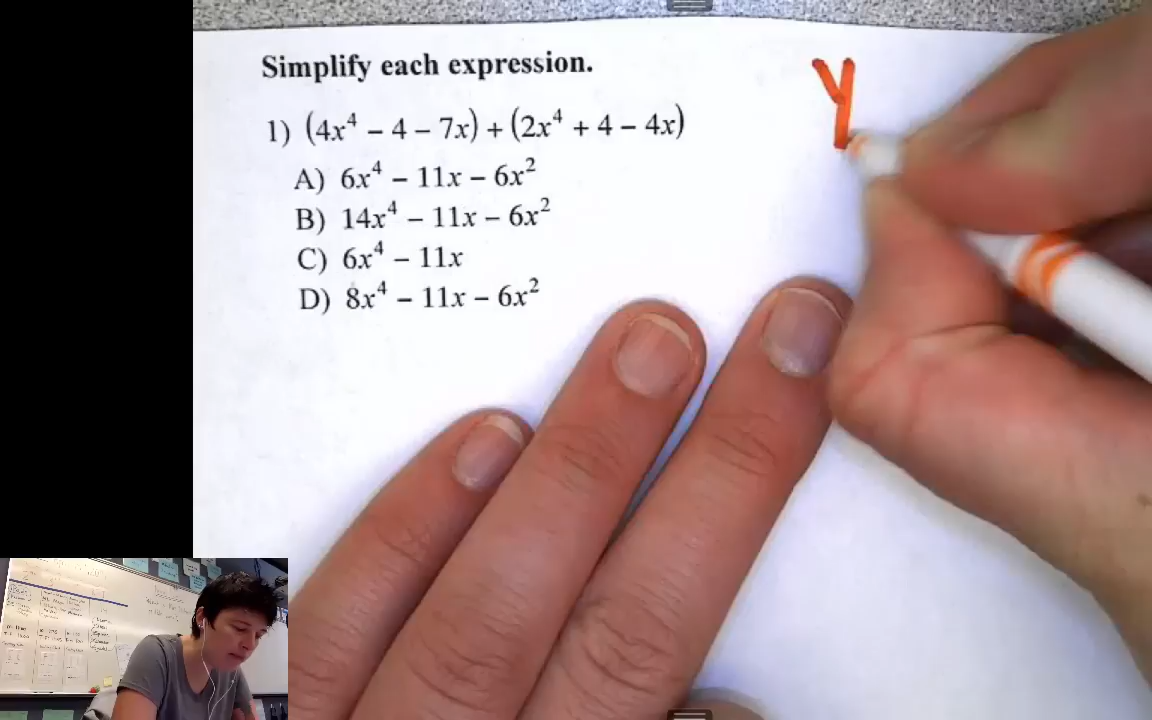 Simplify each expression.
1) (4x⁴ − 4 − 7x) + (2x⁴ + 4 − 4x)
A) 6x⁴ − 11x − 6x²
B) 14x⁴ − 11x − 6x²
C) 6x⁴ − 11x
D) 8x⁴ − 11x − 6x²
Y